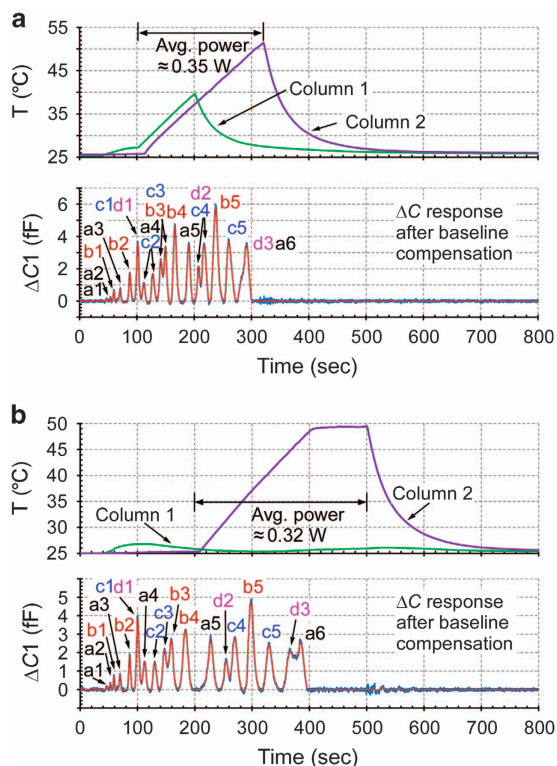 a
55
45
35
25
T (°C)
Avg. power
≈ 0.35 W
Column 1
Column 2
6
4
2
0
ΔC1 (fF)
c3
d2
c1 d1
b3 b4
b5
a3
a4
a5 c4
c5
b1
b2
c2
d3 a6
a2
a1
ΔC response
after baseline
compensation
0 100 200 300 400 500 600 700 800
Time (sec)
b
50
45
40
35
30
25
T (°C)
Column 1
Avg. power
≈ 0.32 W
Column 2
5
4
3
2
1
0
ΔC1 (fF)
c1 d1
a4
c3
b3
d2
b5
a3
b2
c2
b4
a5
c4
c5
d3
a6
b1
a2
a1
ΔC response
after baseline
compensation
0 100 200 300 400 500 600 700 800
Time (sec)